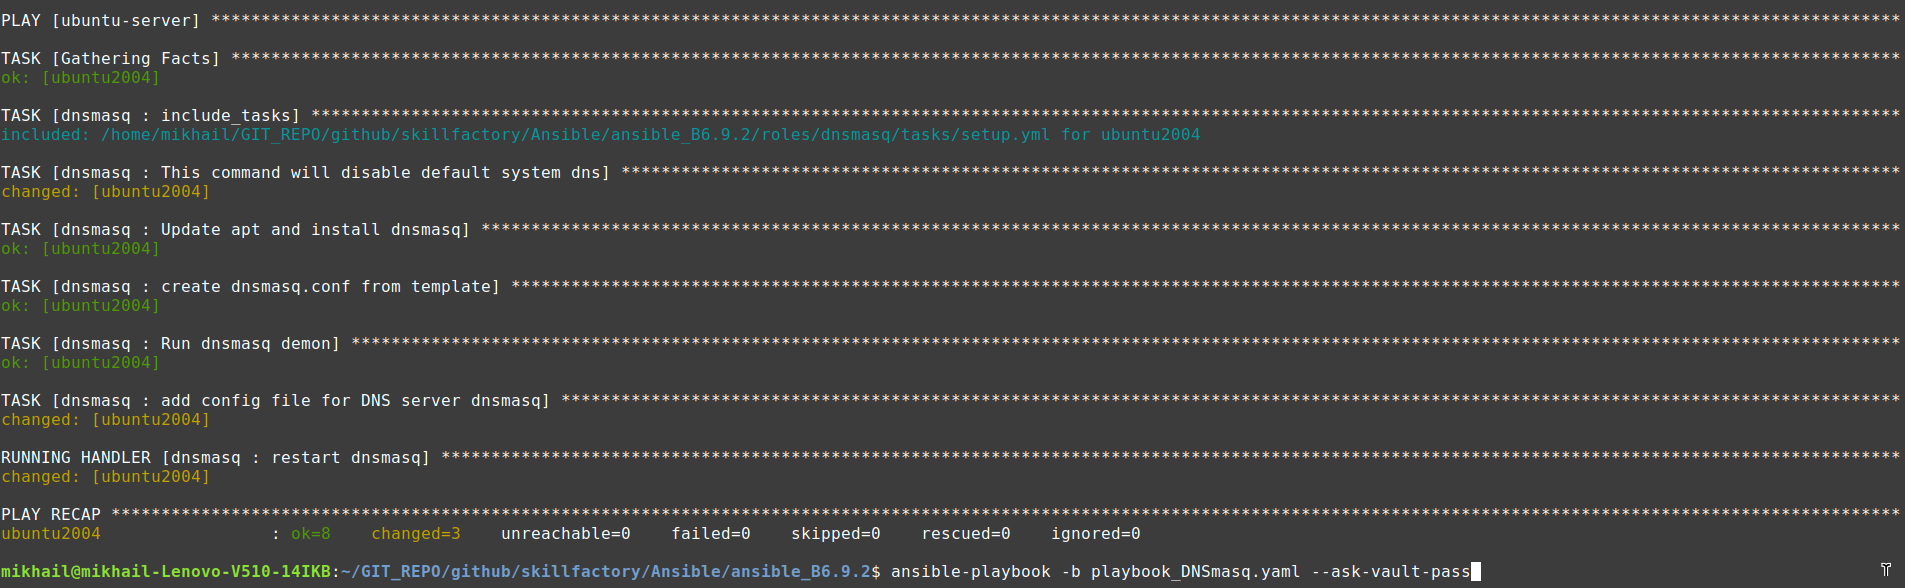 PLAY [ubuntu-server] *************************************************************************************************************************************************************************
TASK [Gathering Facts] ***********************************************************************************************************************************************************************
ok: [ubuntu2004]
TASK [dnsmasq : include_tasks] ***************************************************************************************************************************************************************
included: /home/mikhail/GIT_REPO/github/skillfactory/Ansible/ansible_B6.9.2/roles/dnsmasq/tasks/setup.yml for ubuntu2004
TASK [dnsmasq : This command will disable default system dns] ********************************************************************************************************************************
changed: [ubuntu2004]
TASK [dnsmasq : Update apt and install dnsmasq] **********************************************************************************************************************************************
ok: [ubuntu2004]
TASK [dnsmasq : create dnsmasq.conf from template] *******************************************************************************************************************************************
ok: [ubuntu2004]
TASK [dnsmasq : Run dnsmasq demon] ***********************************************************************************************************************************************************
ok: [ubuntu2004]
TASK [dnsmasq : add config file for DNS server dnsmasq] **************************************************************************************************************************************
changed: [ubuntu2004]
RUNNING HANDLER [dnsmasq : restart dnsmasq] **************************************************************************************************************************************************
changed: [ubuntu2004]
PLAY RECAP ***********************************************************************************************************************************************************************************
ubuntu2004                 : ok=8    changed=3    unreachable=0    failed=0    skipped=0    rescued=0    ignored=0
mikhail@mikhail-Lenovo-V510-14IKB:~/GIT_REPO/github/skillfactory/Ansible/ansible_B6.9.2$ ansible-playbook -b playbook_DNSmasq.yaml --ask-vault-pass